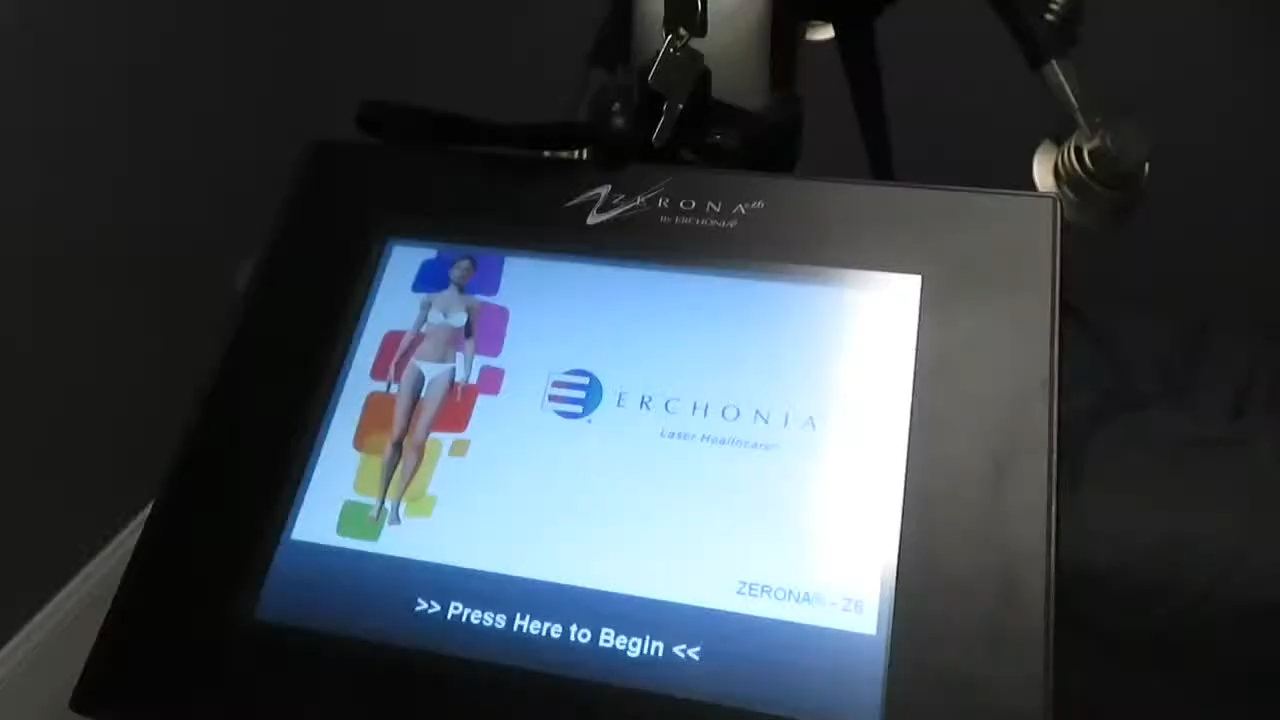 ZERONA z6
By ERCHONIA®
ERCHONIA
Laser Healthcare
ZERONA® - Z6
>> Press Here to Begin <<